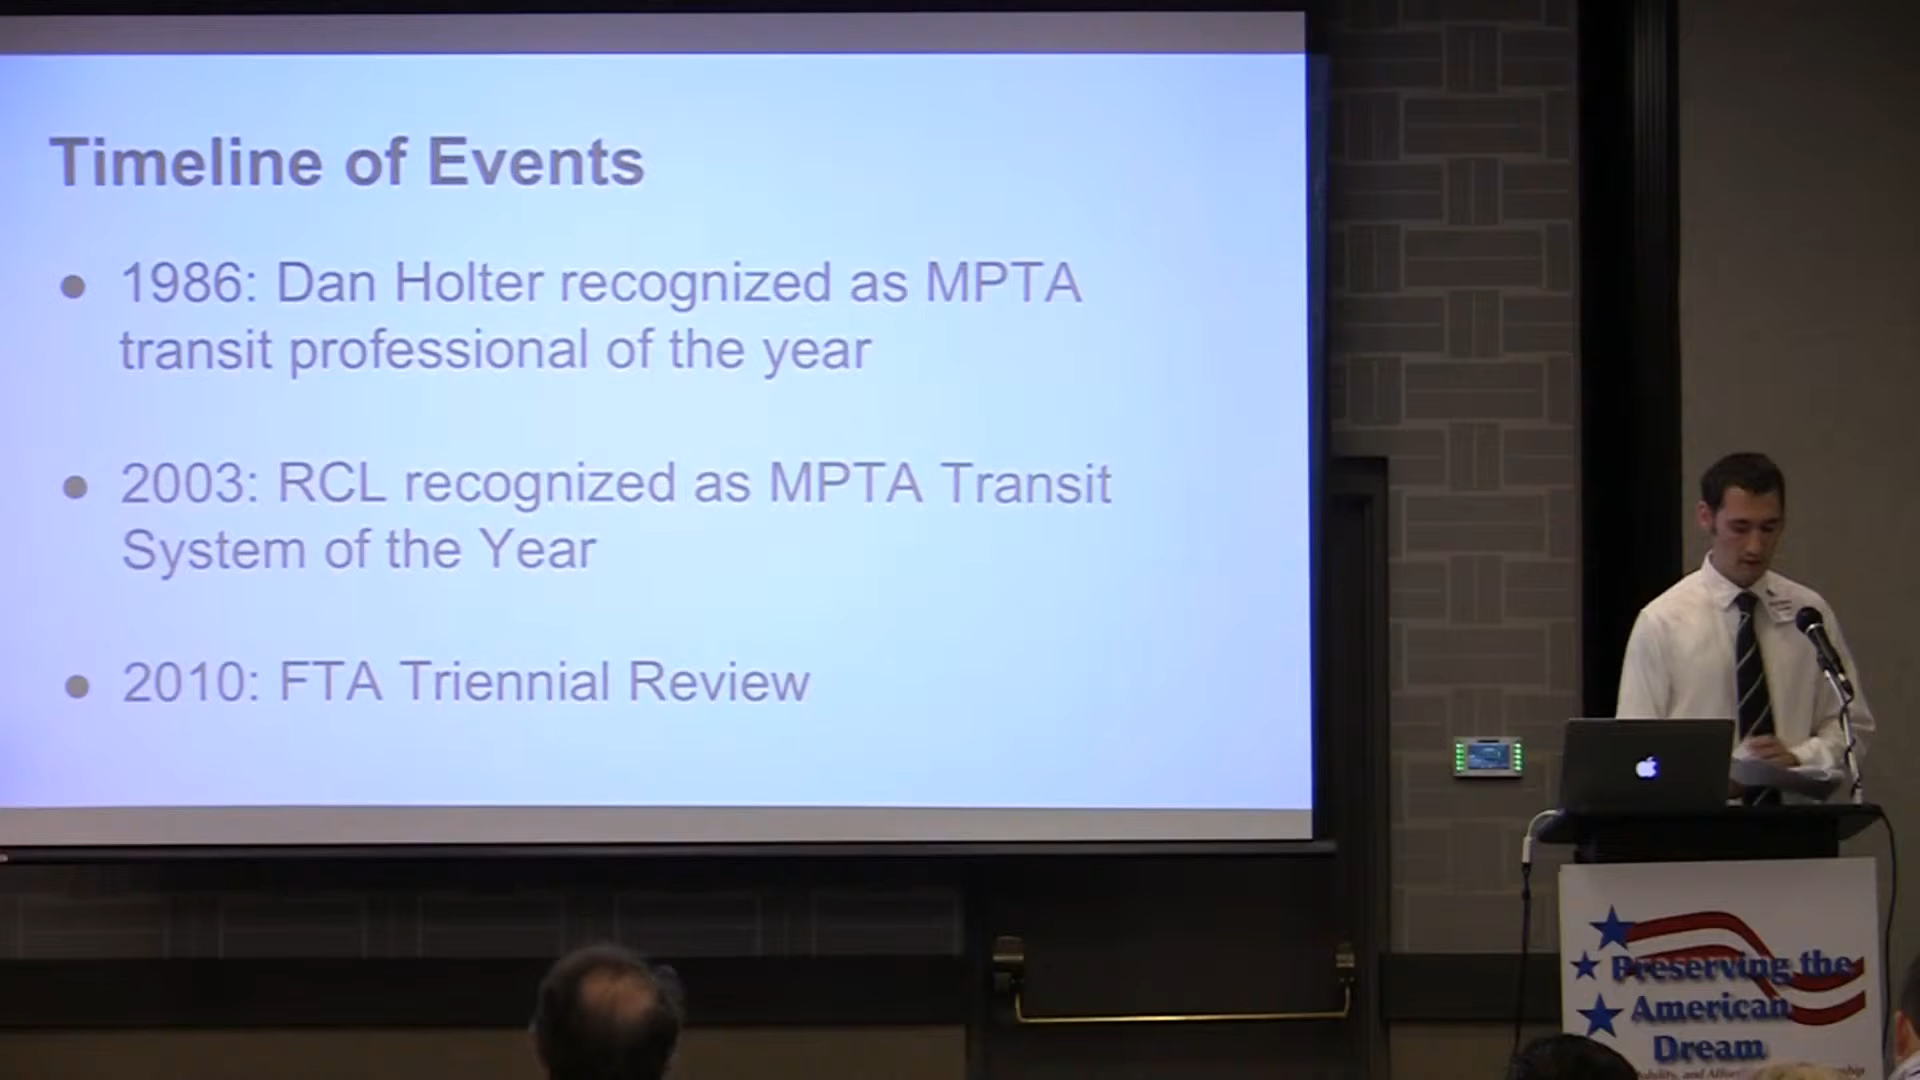 Timeline of Events
● 1986: Dan Holter recognized as MPTA
transit professional of the year
● 2003: RCL recognized as MPTA Transit
System of the Year
● 2010: FTA Triennial Review
Preserving the
American
Dream